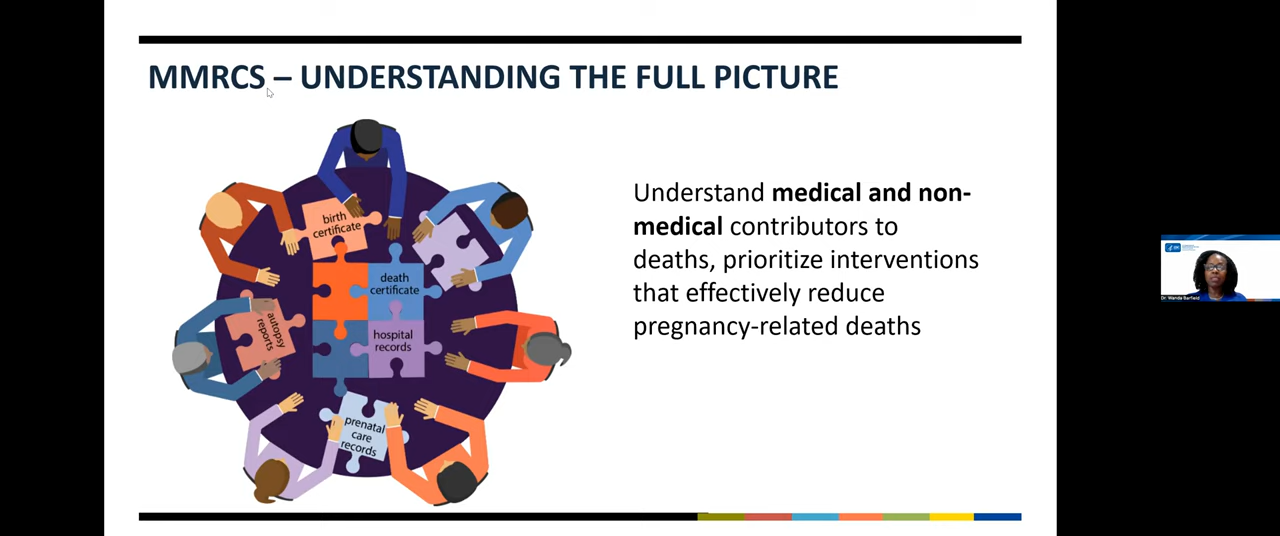 MMRCS – UNDERSTANDING THE FULL PICTURE
birth
certificate
death
certificate
autopsy
reports
hospital
records
prenatal
care
records
Understand medical and non-
medical contributors to
deaths, prioritize interventions
that effectively reduce
pregnancy-related deaths
CDC
Dr. Wanda Barfield